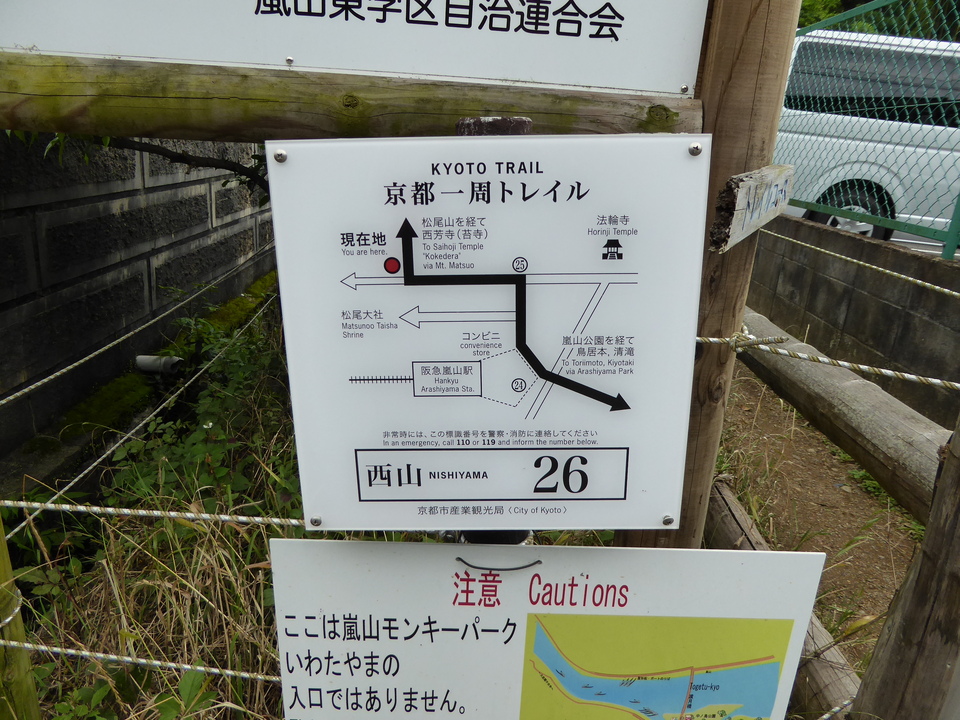 嵐山東学区自治連合会
KYOTO TRAIL
京都一周トレイル
松尾山を経て
西芳寺(苔寺)
To Saihoji Temple
"Kokedera"
via Mt. Matsuo
法輪寺
Horinji Temple
現在地
You are here.
25
松尾大社
Matsunoo Taisha
Shrine
コンビニ
convenience
store
嵐山公園を経て
鳥居本、清滝
To Toriimoto, Kiyotaki
via Arashiyama Park
阪急嵐山駅
Hankyu
Arashiyama Sta.
24
非常時には、この標識番号を警察・消防に連絡してください
In an emergency, call 110 or 119 and inform the number below.
西山 NISHIYAMA 26
京都市産業観光局〈City of Kyoto〉
注意 Cautions
ここは嵐山モンキーパーク
いわたやまの
入口ではありません。
Togetu-kyo